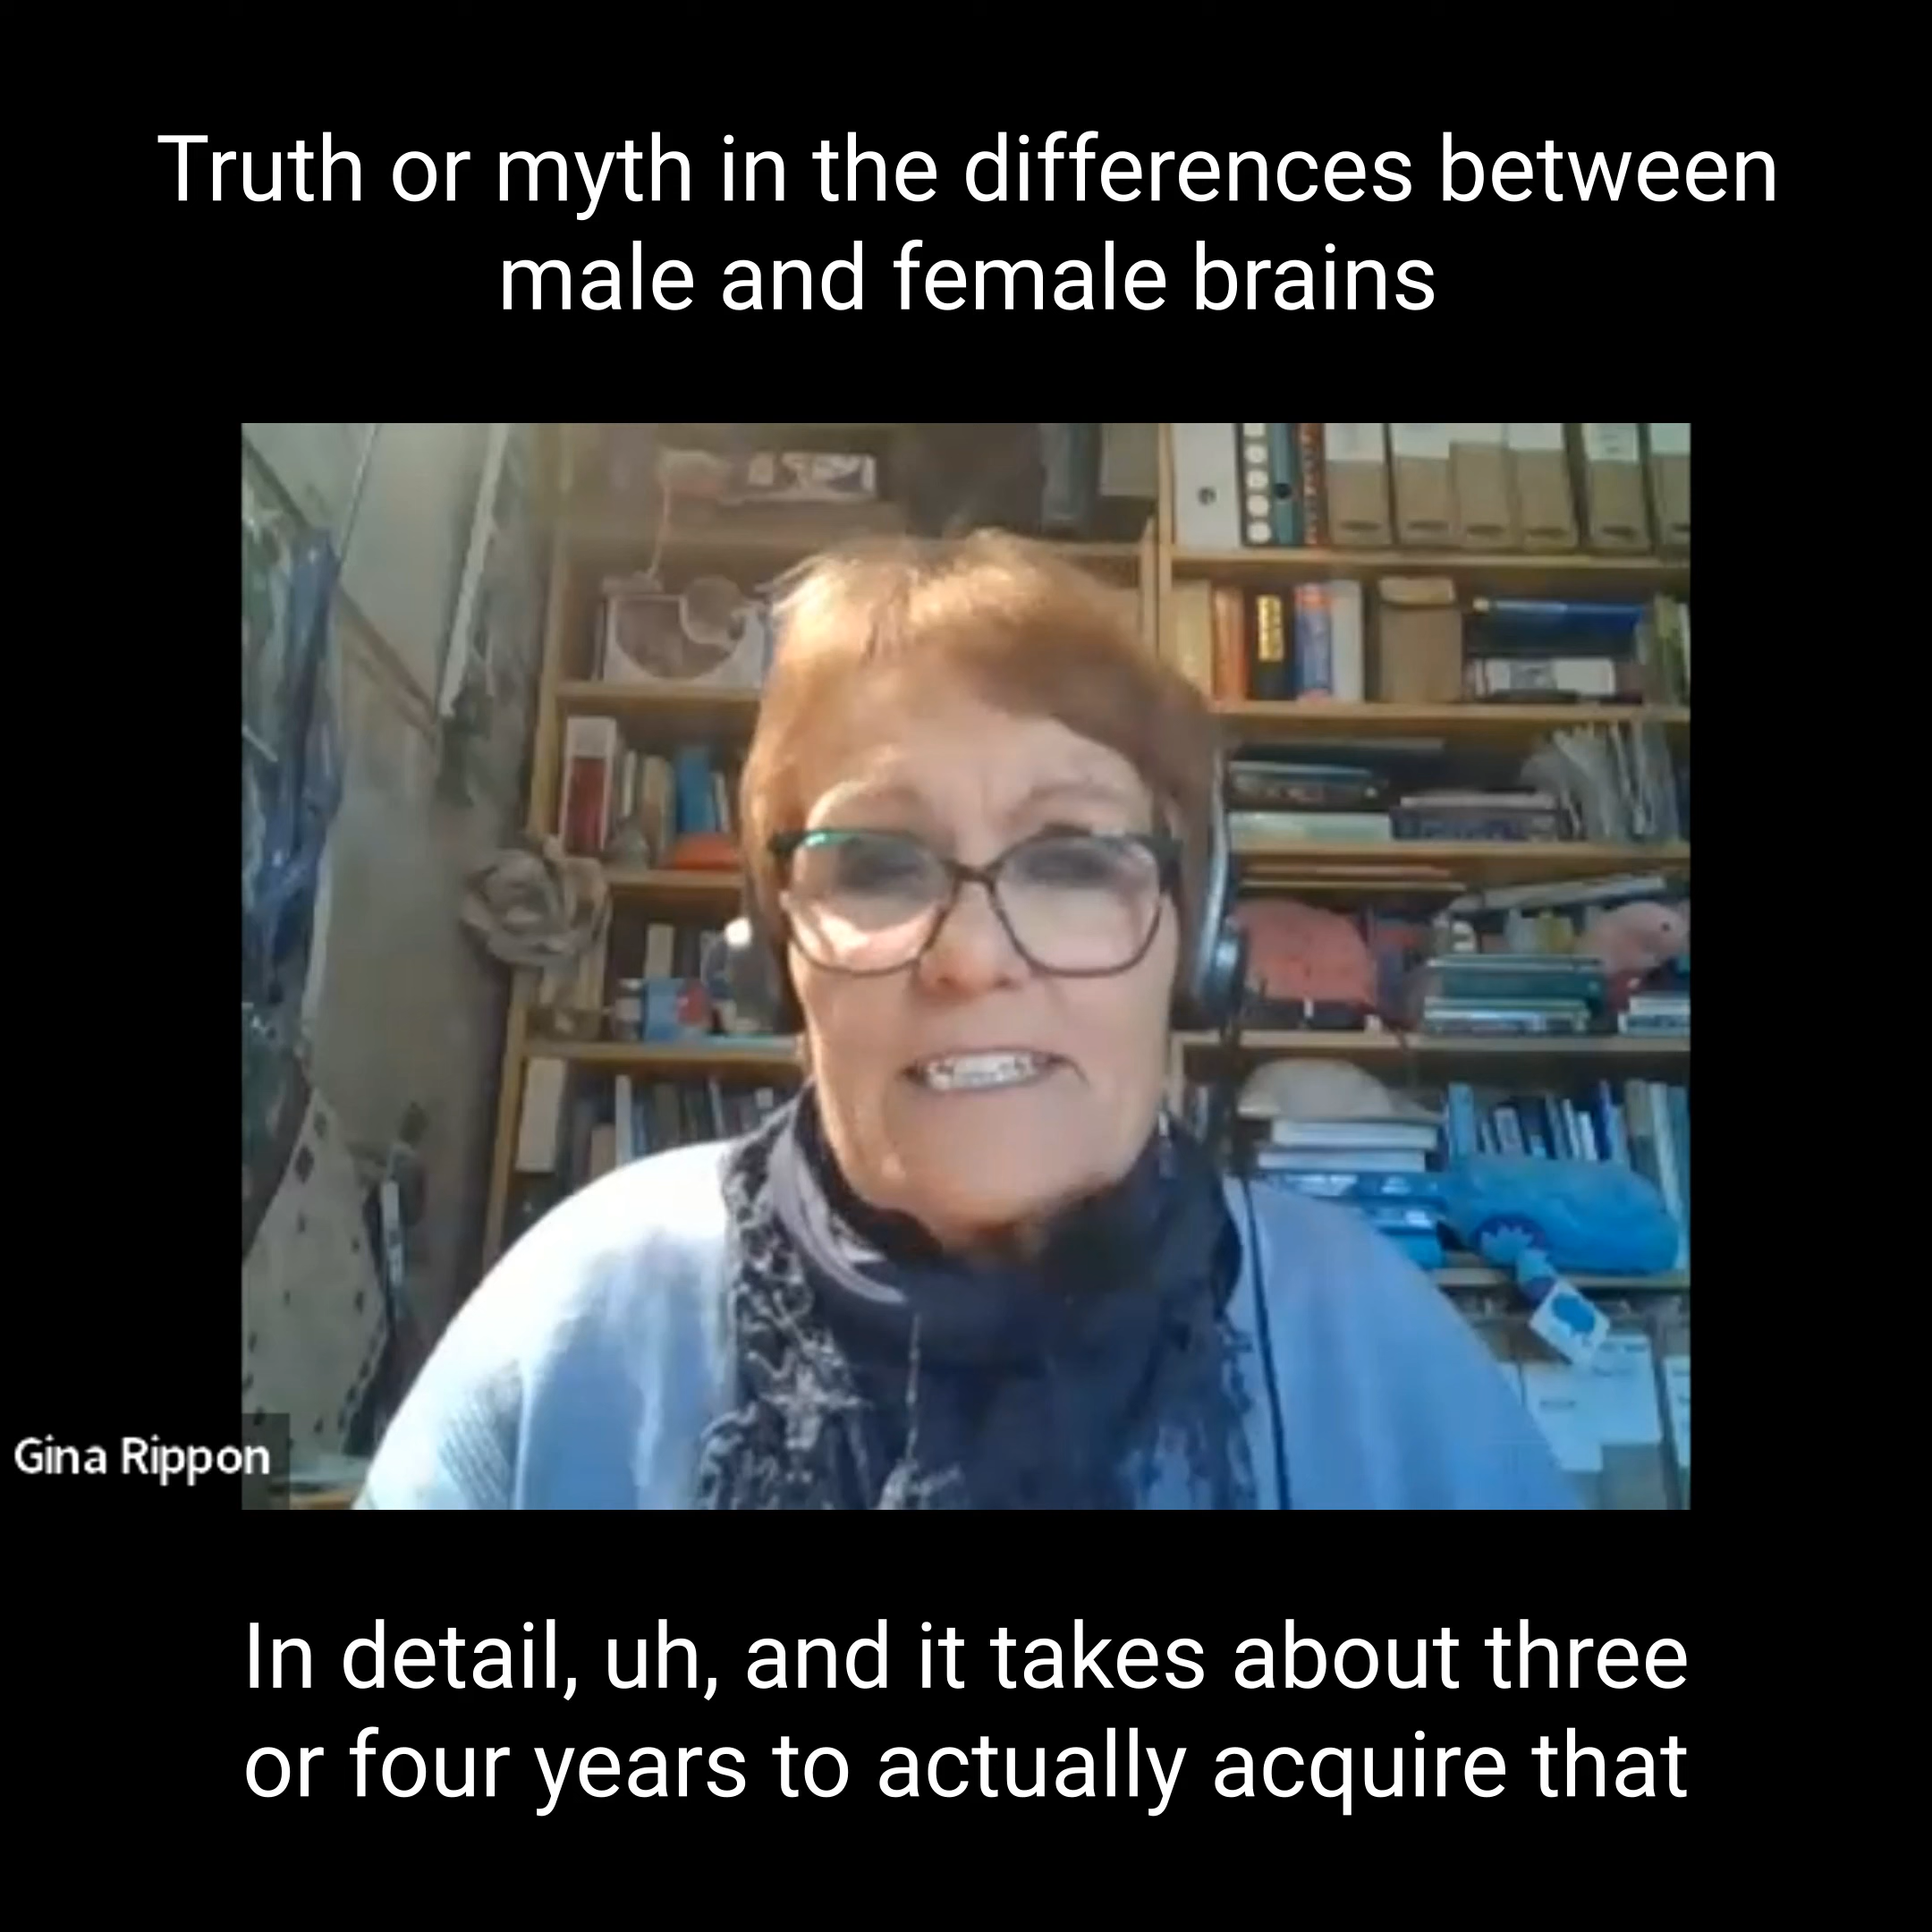 Truth or myth in the differences between
male and female brains
Gina Rippon
In detail, uh, and it takes about three
or four years to actually acquire that